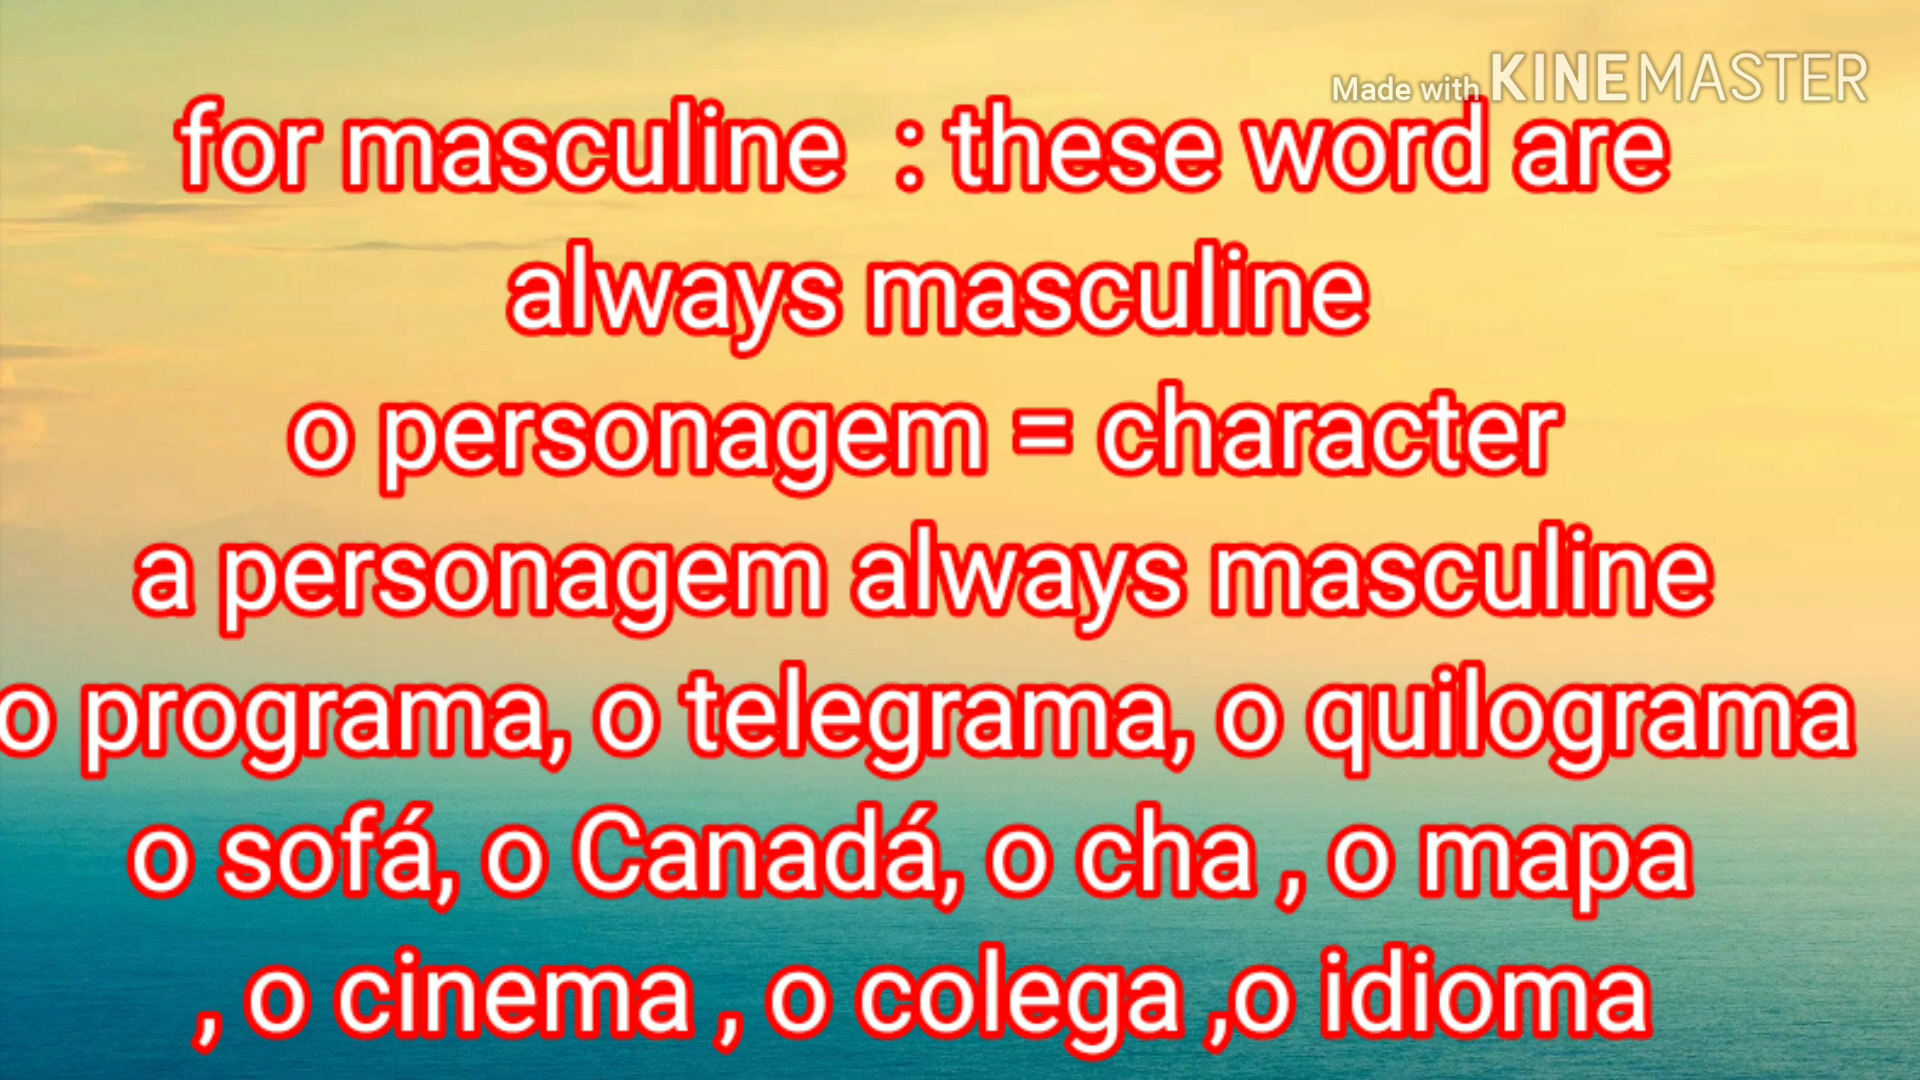 Made with KINEMASTER
for masculine : these word are
always masculine
o personagem = character
a personagem always masculine
o programa, o telegrama, o quilograma
o sofá, o Canadá, o cha , o mapa
, o cinema , o colega ,o idioma